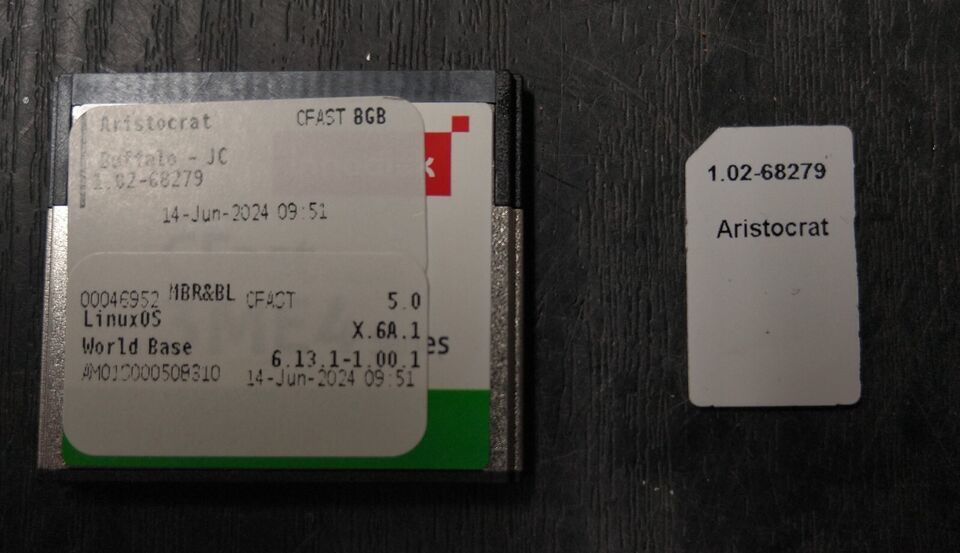 Aristocrat CFAST 8GB
Buffalo - JC
1.02-68279
14-Jun-2024 09:51
00046952 MBR&BL CFAST 5.0
LinuxOS X.6A.1
World Base 6.13.1-1.00.1
14-Jun-2024 09:51
es
x
1.02-68279
Aristocrat